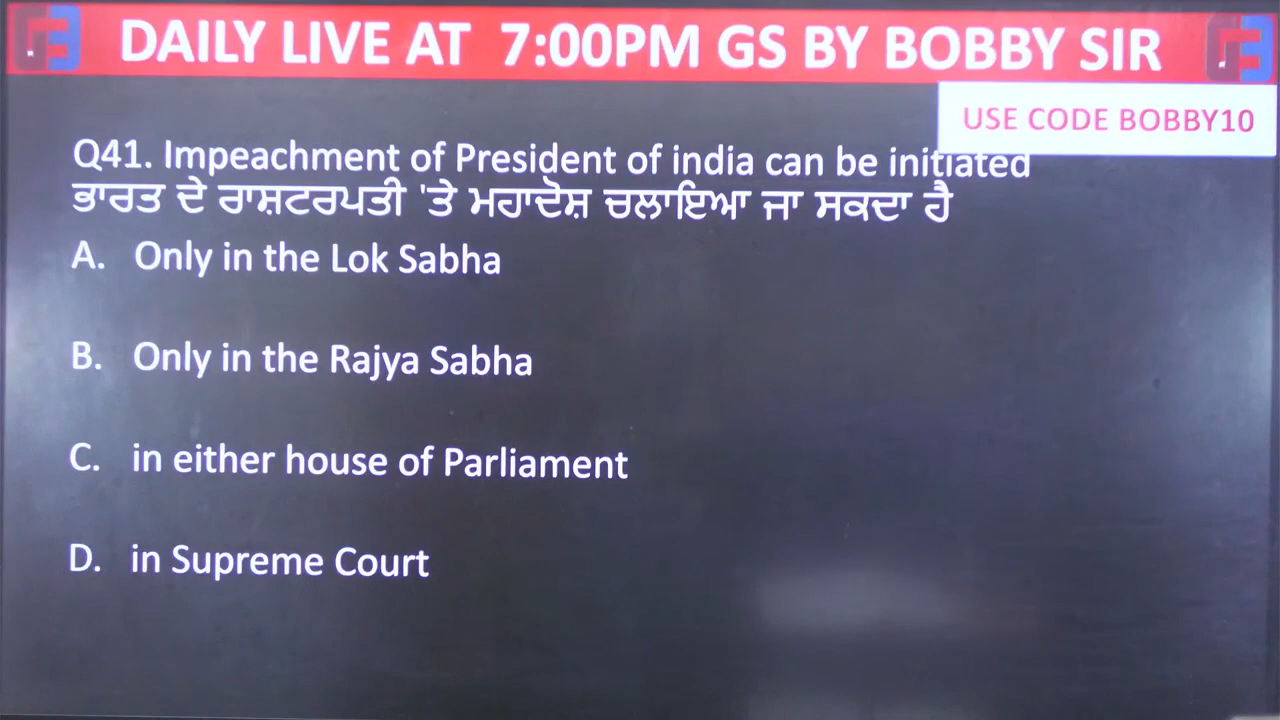 DAILY LIVE AT 7:00PM GS BY BOBBY SIR
USE CODE BOBBY10
Q41. Impeachment of President of india can be initiated
ਭਾਰਤ ਦੇ ਰਾਸ਼ਟਰਪਤੀ 'ਤੇ ਮਹਾਦੋਸ਼ ਚਲਾਇਆ ਜਾ ਸਕਦਾ ਹੈ
A. Only in the Lok Sabha
B. Only in the Rajya Sabha
C. in either house of Parliament
D. in Supreme Court